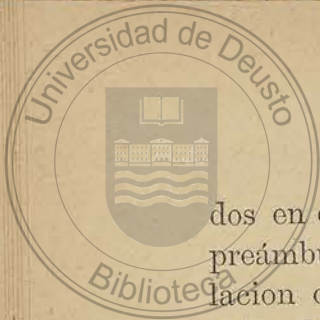 Universidad de Deusto
Biblioteca
dos en
preámbu
lacion